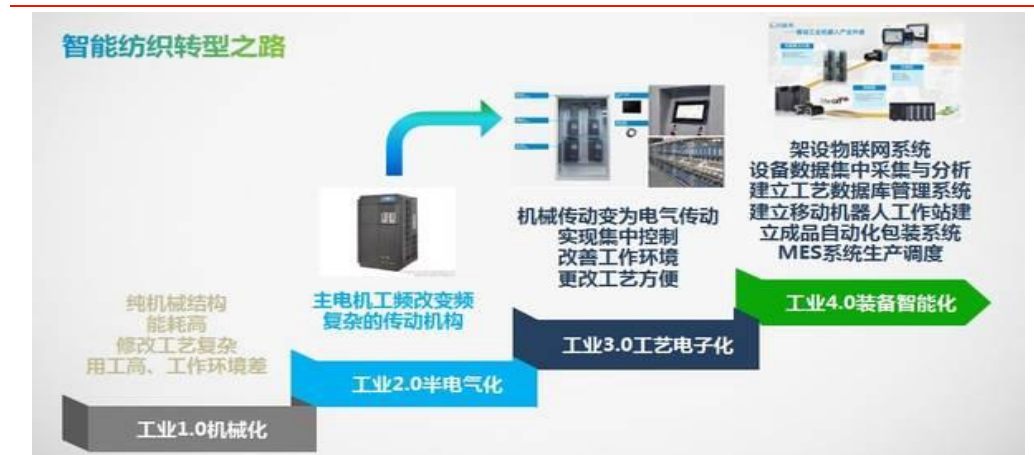 智能纺织转型之路
架设物联网系统
设备数据集中采集与分析
建立工艺数据库管理系统
建立移动机器人工作站建
立成品自动化包装系统
MES系统生产调度
机械传动变为电气传动
实现集中控制
改善工作环境
更改工艺方便
主电机工频改变频
复杂的传动机构
纯机械结构
能耗高
修改工艺复杂
用工高、工作环境差
工业4.0装备智能化
工业3.0工艺电子化
工业2.0半电气化
工业1.0机械化